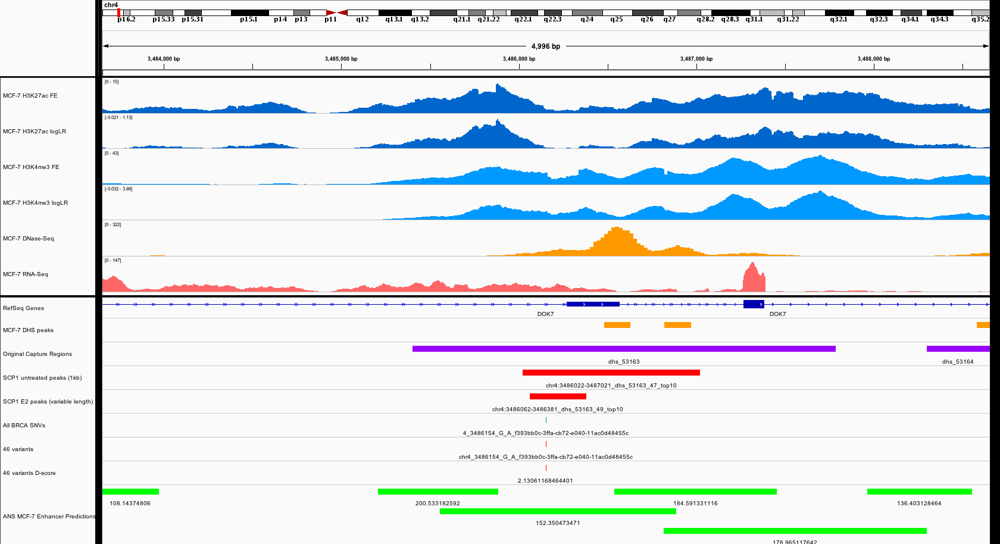 chr4
p16.2 p15.33 p15.31 p15.1 p14 p13 p11 q12 q13.1 q13.2 q21.1 q21.22 q22.1 q22.3 q24 q25 q26 q27 q28.2 q28.3 q31.1 q31.22 q32.1 q32.3 q34.1 q34.3 q35.2
4,996 bp
3,484,000 bp 3,485,000 bp 3,486,000 bp 3,487,000 bp 3,488,000 bp
[0 - 15]
MCF-7 H3K27ac FE
[-0.021 - 1.13]
MCF-7 H3K27ac logLR
[0 - 43]
MCF-7 H3K4me3 FE
[-0.032 - 3.88]
MCF-7 H3K4me3 logLR
[0 - 322]
MCF-7 DNase-Seq
[0 - 147]
MCF-7 RNA-Seq
RefSeq Genes
DOK7 DOK7
MCF-7 DHS peaks
Original Capture Regions
dhs_53163 dhs_53164
SCP1 untreated peaks (1kb)
chr4:3486022-3487021_dhs_53163_47_top10
SCP1 E2 peaks (variable length)
chr4:3486062-3486381_dhs_53163_49_top10
All BRCA SNVs
4_3486154_G_A_f393bb0c-3ffa-cb72-e040-11ac0d48455c
46 variants
chr4_3486154_G_A_f393bb0c-3ffa-cb72-e040-11ac0d48455c
46 variants D-score
2.13061168464401
108.14374806 200.533182592 184.591331116 136.403128464
ANS MCF-7 Enhancer Predictions
152.350473471
178.965117642